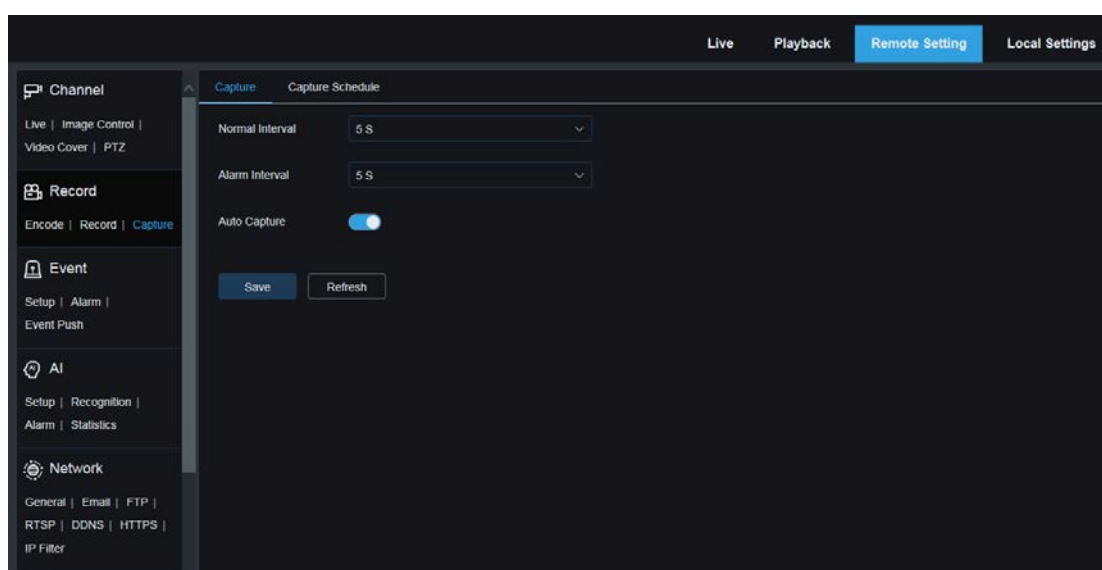 Live Playback Remote Setting Local Settings
Channel
Live | Image Control |
Video Cover | PTZ
Record
Encode | Record | Capture
Event
Setup | Alarm |
Event Push
AI
Setup | Recognition |
Alarm | Statistics
Network
General | Email | FTP |
RTSP | DDNS | HTTPS |
IP Filter
Capture Capture Schedule
Normal Interval 5 S
Alarm Interval 5 S
Auto Capture
Save Refresh